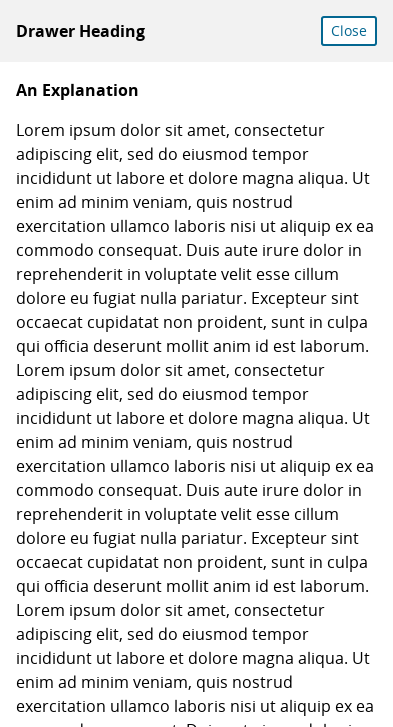 Drawer Heading
Close
An Explanation
Lorem ipsum dolor sit amet, consectetur
adipiscing elit, sed do eiusmod tempor
incididunt ut labore et dolore magna aliqua. Ut
enim ad minim veniam, quis nostrud
exercitation ullamco laboris nisi ut aliquip ex ea
commodo consequat. Duis aute irure dolor in
reprehenderit in voluptate velit esse cillum
dolore eu fugiat nulla pariatur. Excepteur sint
occaecat cupidatat non proident, sunt in culpa
qui officia deserunt mollit anim id est laborum.
Lorem ipsum dolor sit amet, consectetur
adipiscing elit, sed do eiusmod tempor
incididunt ut labore et dolore magna aliqua. Ut
enim ad minim veniam, quis nostrud
exercitation ullamco laboris nisi ut aliquip ex ea
commodo consequat. Duis aute irure dolor in
reprehenderit in voluptate velit esse cillum
dolore eu fugiat nulla pariatur. Excepteur sint
occaecat cupidatat non proident, sunt in culpa
qui officia deserunt mollit anim id est laborum.
Lorem ipsum dolor sit amet, consectetur
adipiscing elit, sed do eiusmod tempor
incididunt ut labore et dolore magna aliqua. Ut
enim ad minim veniam, quis nostrud
exercitation ullamco laboris nisi ut aliquip ex ea